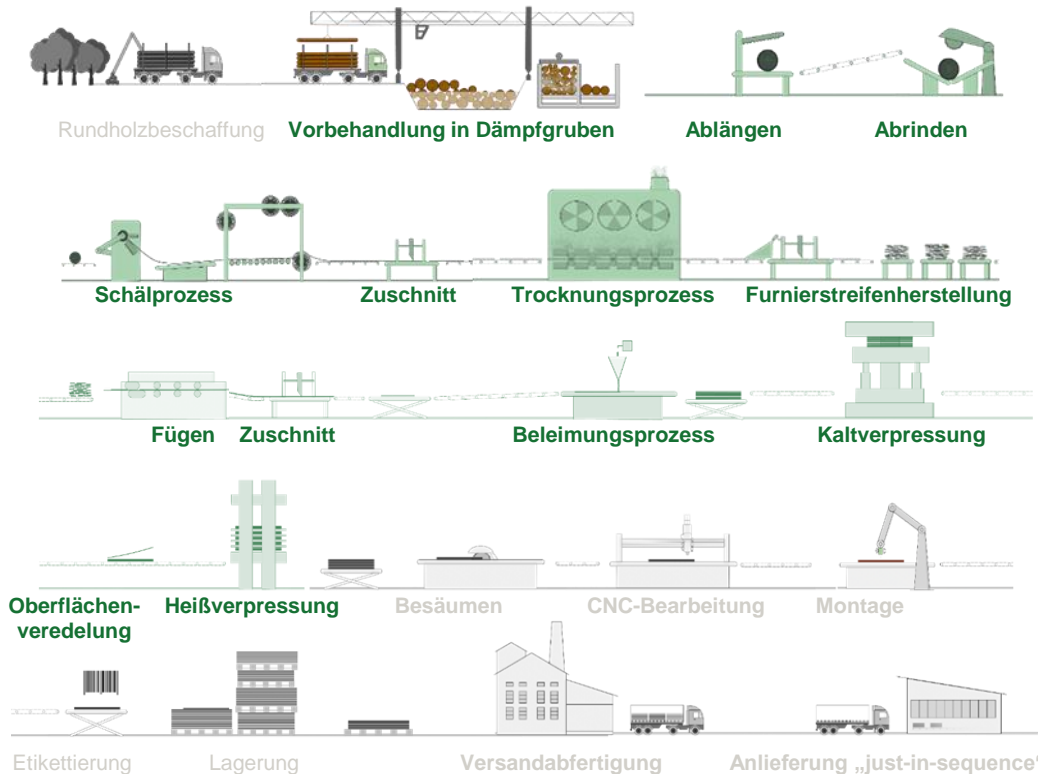 Rundholzbeschaffung Vorbehandlung in Dämpfgruben Ablängen Abrinden
Schälprozess Zuschnitt Trocknungsprozess Furnierstreifenherstellung
Fügen Zuschnitt Beleimungsprozess Kaltverpressung
Oberflächen- Heißverpressung Besäumen CNC-Bearbeitung Montage
veredelung
Etikettierung Lagerung Versandabfertigung Anlieferung „just-in-sequence“